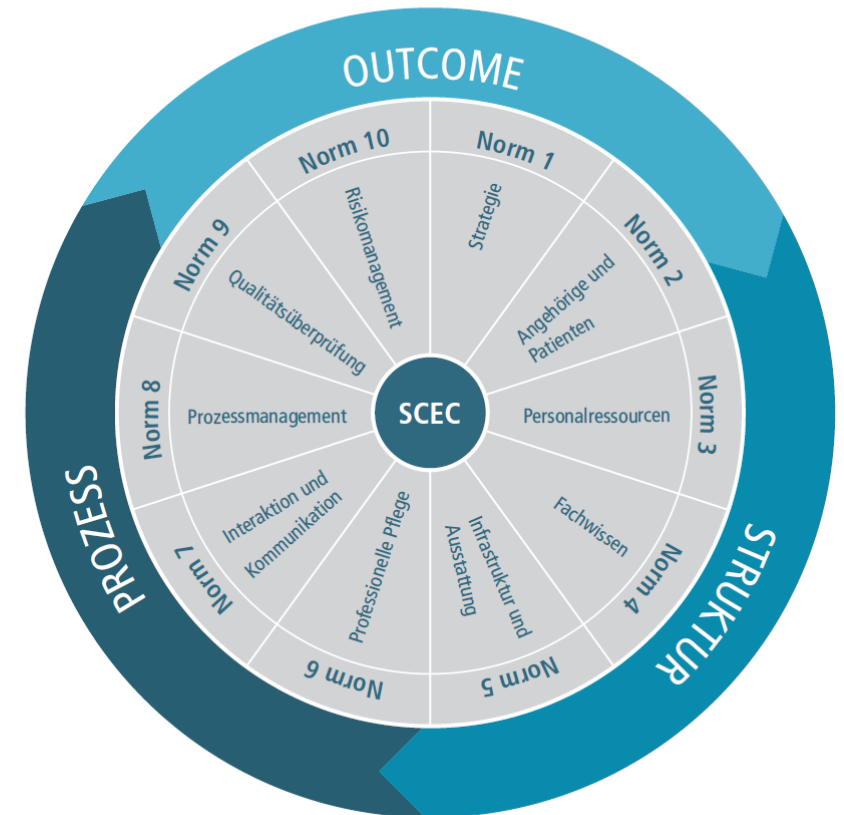 OUTCOME
STRUKTUR
PROZESS
SCEC
Norm 1
Strategie
Norm 2
Angehörige und
Patienten
Norm 3
Personalressourcen
Norm 4
Fachwissen
Norm 5
Infrastruktur und
Ausstattung
Norm 6
Professionelle Pflege
Norm 7
Interaktion und
Kommunikation
Norm 8
Prozessmanagement
Norm 9
Qualitätsüberprüfung
Norm 10
Risikomanagement